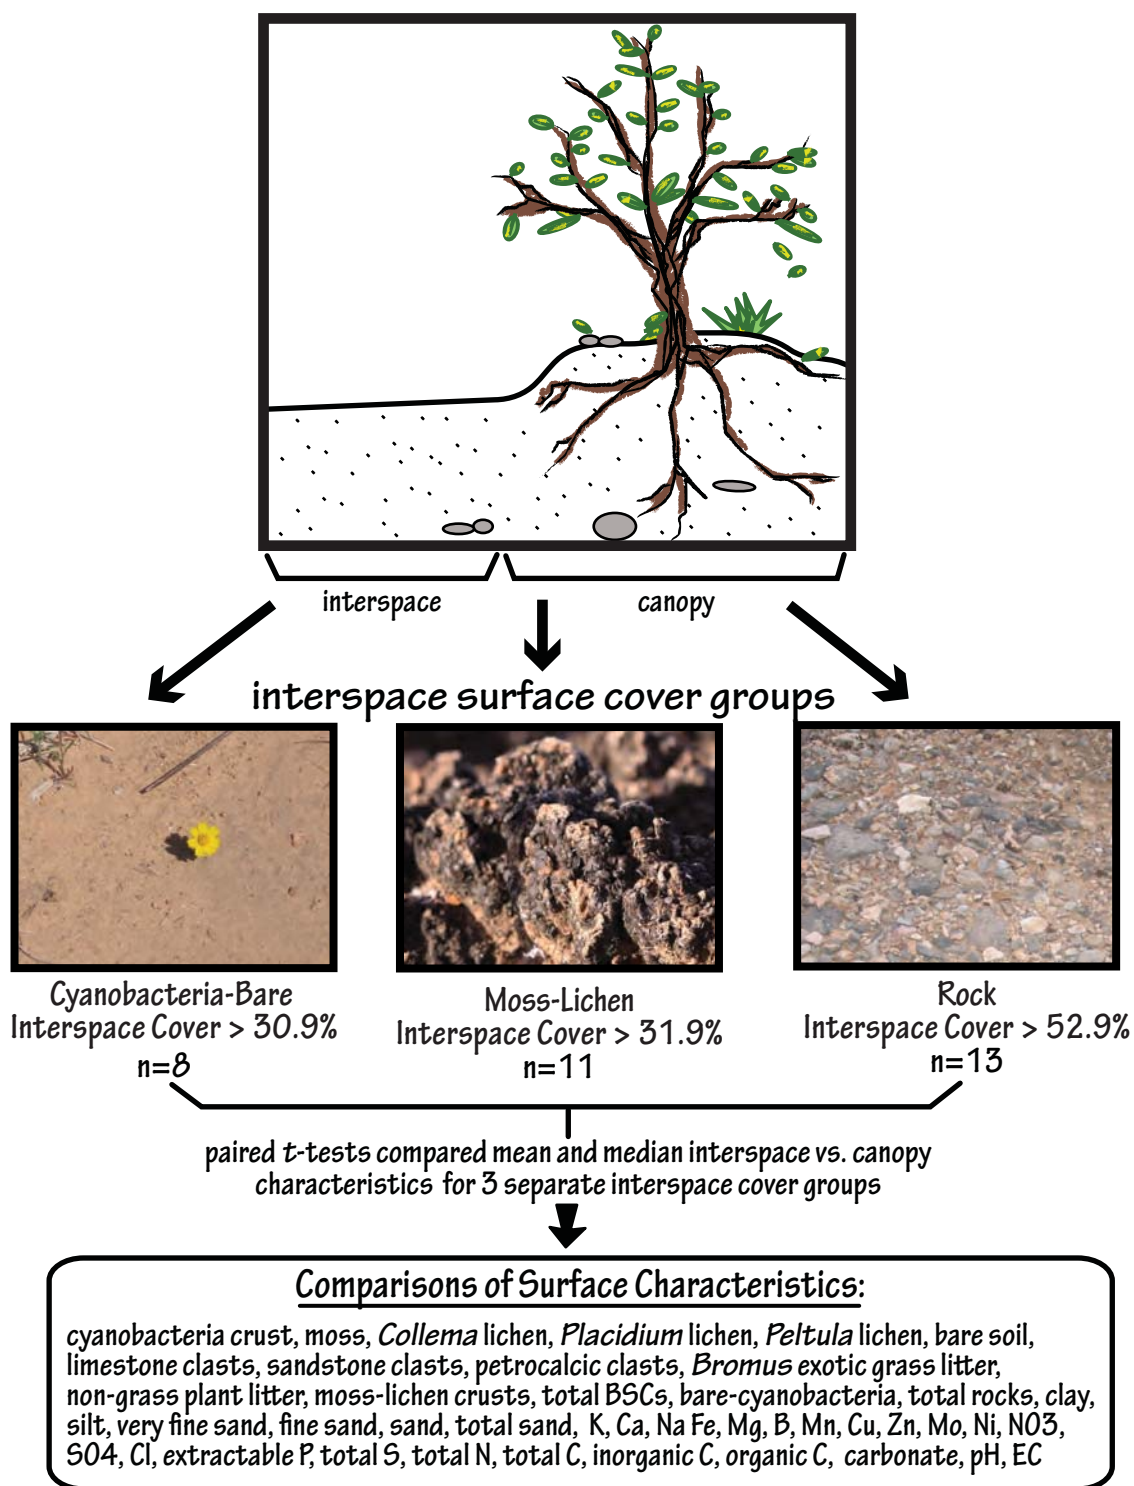 interspace
canopy
interspace surface cover groups
Cyanobacteria-Bare
Interspace Cover > 30.9%
n=8
Moss-Lichen
Interspace Cover > 31.9%
n=11
Rock
Interspace Cover > 52.9%
n=13
paired t-tests compared mean and median interspace vs. canopy
characteristics for 3 separate interspace cover groups
Comparisons of Surface Characteristics:
cyanobacteria crust, moss, Collema lichen, Placidium lichen, Peltula lichen, bare soil,
limestone clasts, sandstone clasts, petrocalcic clasts, Bromus exotic grass litter,
non-grass plant litter, moss-lichen crusts, total BSCs, bare-cyanobacteria, total rocks, clay,
silt, very fine sand, fine sand, sand, total sand, K, Ca, Na Fe, Mg, B, Mn, Cu, Zn, Mo, Ni, NO3,
SO4, Cl, extractable P, total S, total N, total C, inorganic C, organic C, carbonate, pH, EC